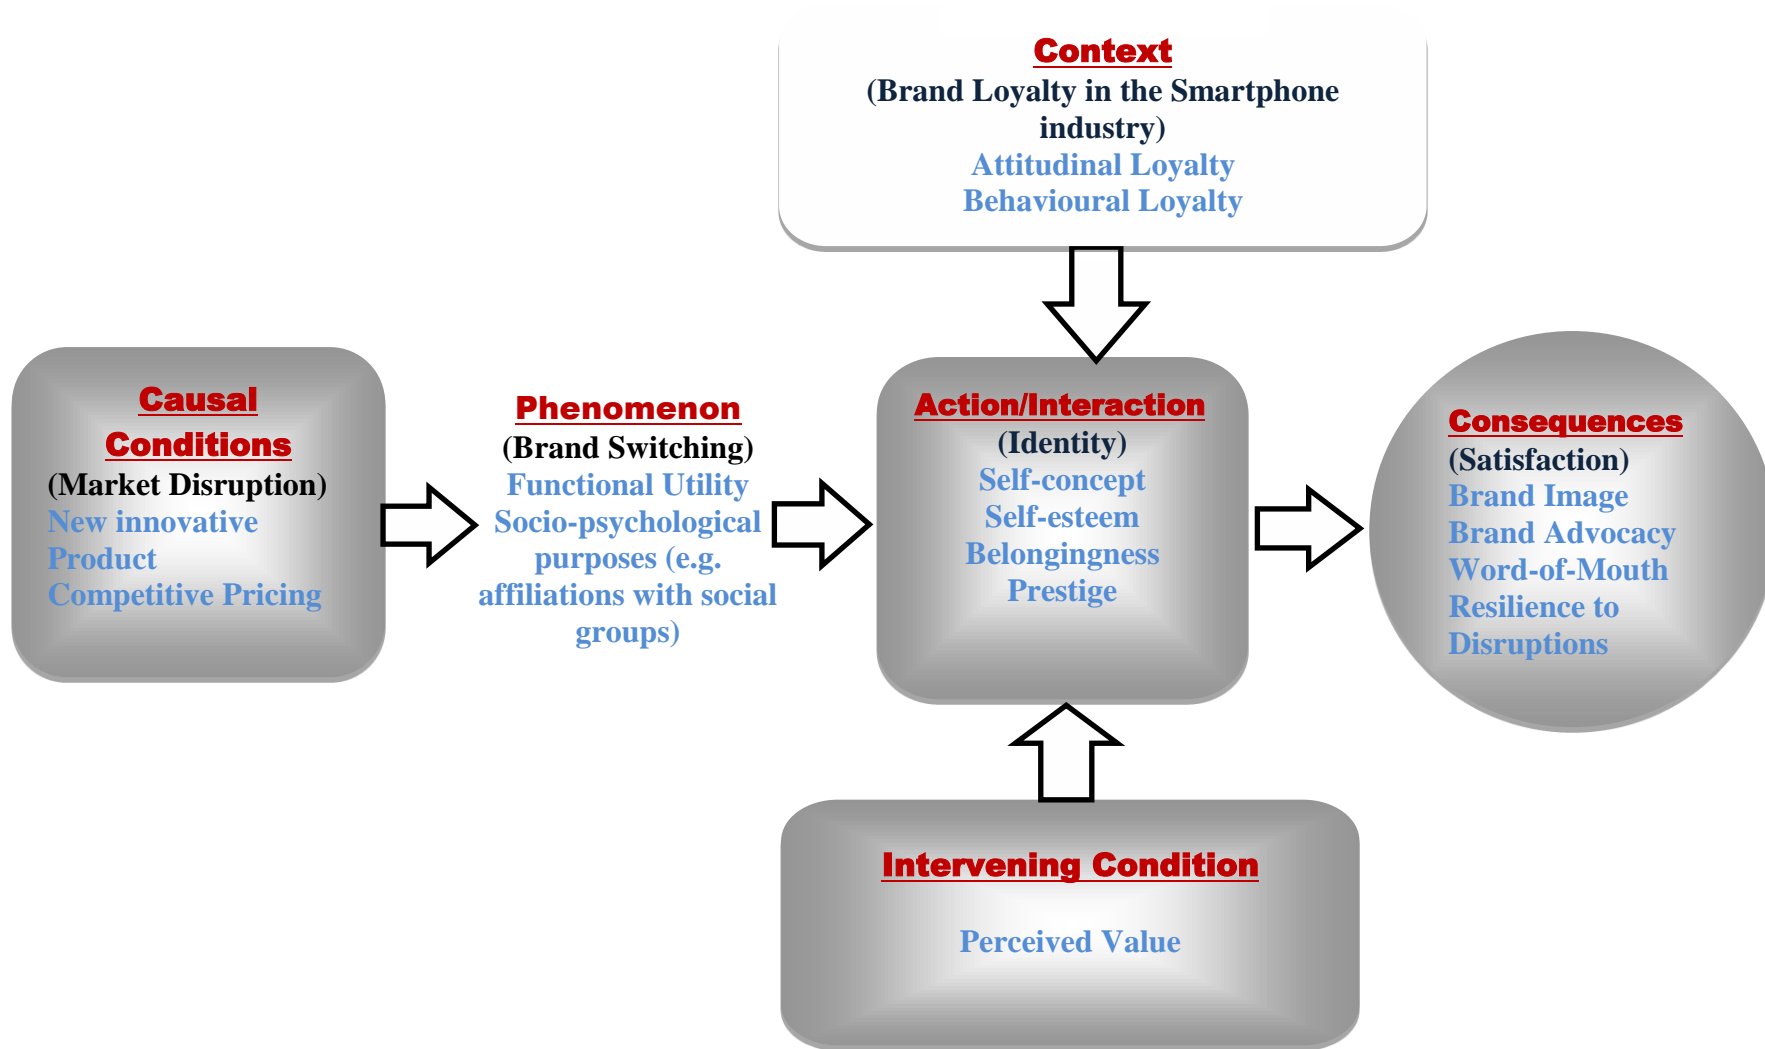 Context
(Brand Loyalty in the Smartphone
industry)
Attitudinal Loyalty
Behavioural Loyalty
Causal
Conditions
(Market Disruption)
New innovative
Product
Competitive Pricing
Phenomenon
(Brand Switching)
Functional Utility
Socio-psychological
purposes (e.g.
affiliations with social
groups)
Action/Interaction
(Identity)
Self-concept
Self-esteem
Belongingness
Prestige
Consequences
(Satisfaction)
Brand Image
Brand Advocacy
Word-of-Mouth
Resilience to
Disruptions
Intervening Condition
Perceived Value